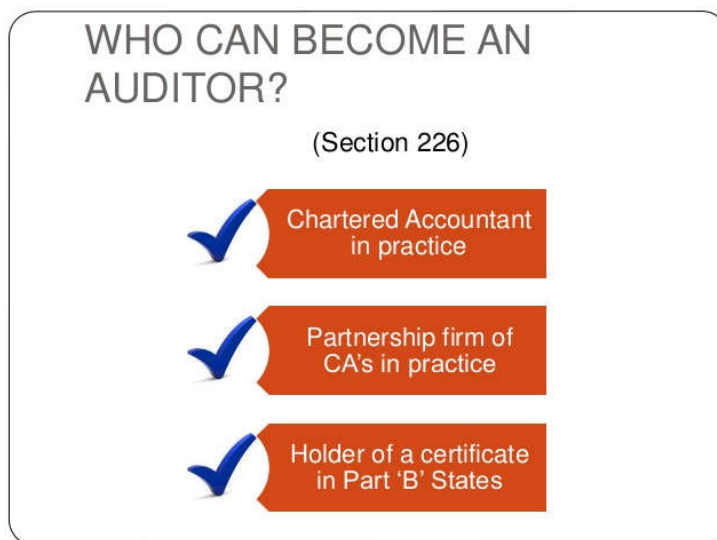 WHO CAN BECOME AN
AUDITOR?
(Section 226)
Chartered Accountant
in practice
Partnership firm of
CA's in practice
Holder of a certificate
in Part ‘B’ States